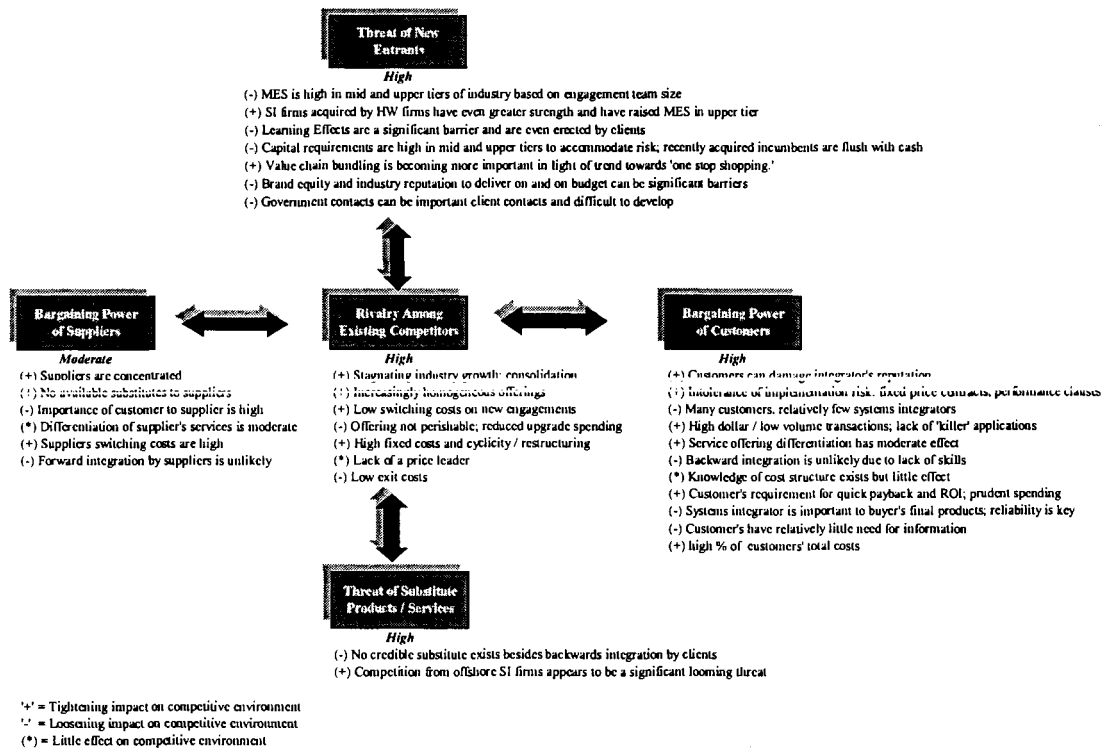 Threat of New
Entrants
High
(-) MES is high in mid and upper tiers of industry based on engagement team size
(+) SI firms acquired by HW firms have even greater strength and have raised MES in upper tier
(-) Learning Effects are a significant barrier and are even erected by clients
(-) Capital requirements are high in mid and upper tiers to accommodate risk; recently acquired incumbents are flush with cash
(+) Value chain bundling is becoming more important in light of trend towards 'one stop shopping.'
(-) Brand equity and industry reputation to deliver on and on budget can be significant barriers
(-) Government contacts can be important client contacts and difficult to develop
Bargaining Power
of Suppliers
Moderate
(+) Suppliers are concentrated
(+) No available substitutes to suppliers
(-) Importance of customer to supplier is high
(*) Differentiation of supplier's services is moderate
(+) Suppliers switching costs are high
(-) Forward integration by suppliers is unlikely
Rivalry Among
Existing Competitors
High
(+) Stagnating industry growth; consolidation
(+) Increasingly homogeneous offerings
(+) Low switching costs on new engagements
(-) Offering not perishable; reduced upgrade spending
(+) High fixed costs and cyclicity / restructuring
(*) Lack of a price leader
(-) Low exit costs
Bargaining Power
of Customers
High
(+) Customers can damage integrator's reputation
(+) Intolerance of implementation risk: fixed price contracts, performance clauses
(-) Many customers, relatively few systems integrators
(+) High dollar / low volume transactions; lack of 'killer' applications
(+) Service offering differentiation has moderate effect
(-) Backward integration is unlikely due to lack of skills
(*) Knowledge of cost structure exists but little effect
(+) Customer's requirement for quick payback and ROI; prudent spending
(-) Systems integrator is important to buyer's final products; reliability is key
(-) Customer's have relatively little need for information
(+) high % of customers' total costs
Threat of Substitute
Products / Services
High
(-) No credible substitute exists besides backwards integration by clients
(+) Competition from offshore SI firms appears to be a significant looming threat
'+' = Tightening impact on competitive environment
'-' = Loosening impact on competitive environment
(*) = Little effect on competitive environment